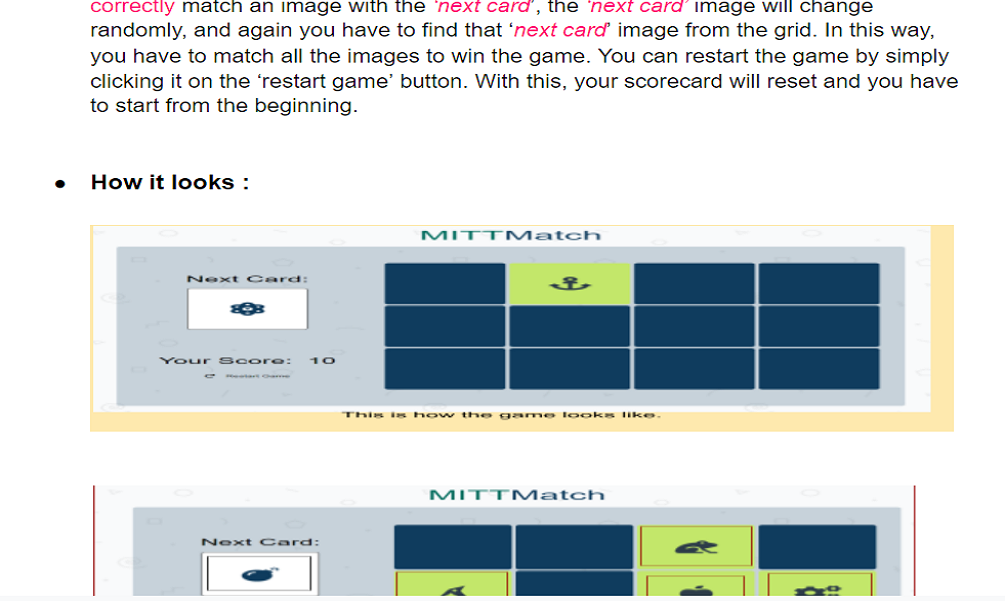 correctly match an image with the 'next card', the 'next card' image will change
randomly, and again you have to find that ‘next card’ image from the grid. In this way,
you have to match all the images to win the game. You can restart the game by simply
clicking it on the ‘restart game’ button. With this, your scorecard will reset and you have
to start from the beginning.
● How it looks :
MITTMatch
Next Card:
Your Score: 10
Restart Game
This is how the game looks like.
MITTMatch
Next Card: